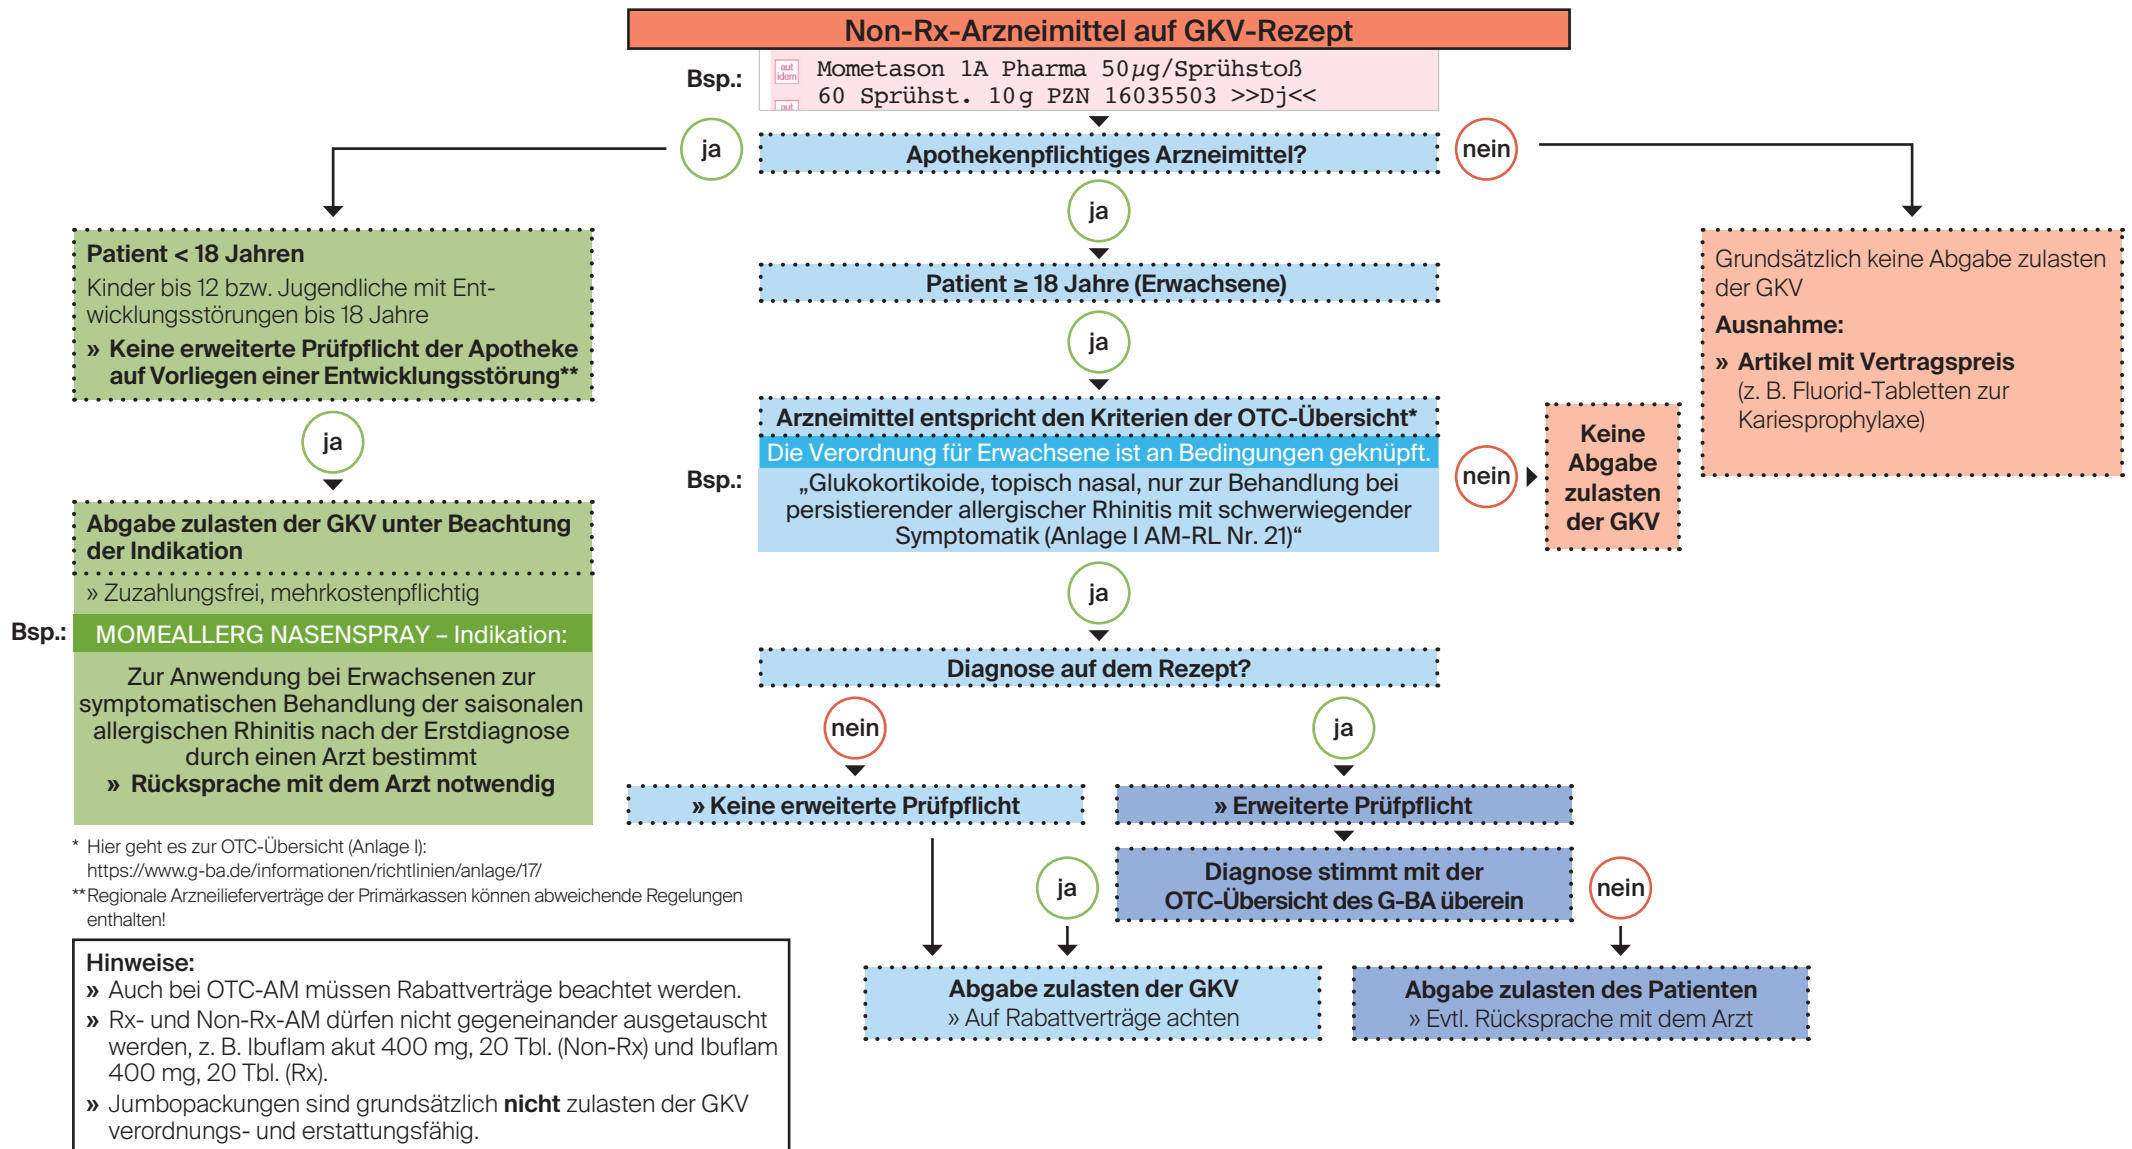 Non-Rx-Arzneimittel auf GKV-Rezept
Bsp.:
aut
idem
Mometason 1A Pharma 50µg/Sprühstoß
60 Sprühst. 10g PZN 16035503 >>Dj<<
aut
ja
Apothekenpflichtiges Arzneimittel?
nein
ja
Patient < 18 Jahren
Kinder bis 12 bzw. Jugendliche mit Ent-
wicklungsstörungen bis 18 Jahre
» Keine erweiterte Prüfpflicht der Apotheke
auf Vorliegen einer Entwicklungsstörung**
ja
Abgabe zulasten der GKV unter Beachtung
der Indikation
» Zuzahlungsfrei, mehrkostenpflichtig
Bsp.:
MOMEALLERG NASENSPRAY – Indikation:
Zur Anwendung bei Erwachsenen zur
symptomatischen Behandlung der saisonalen
allergischen Rhinitis nach der Erstdiagnose
durch einen Arzt bestimmt
» Rücksprache mit dem Arzt notwendig
Patient ≥ 18 Jahre (Erwachsene)
ja
Arzneimittel entspricht den Kriterien der OTC-Übersicht*
Die Verordnung für Erwachsene ist an Bedingungen geknüpft.
Bsp.:
„Glukokortikoide, topisch nasal, nur zur Behandlung bei
persistierender allergischer Rhinitis mit schwerwiegender
Symptomatik (Anlage I AM-RL Nr. 21)“
nein
Keine
Abgabe
zulasten
der GKV
Grundsätzlich keine Abgabe zulasten
der GKV
Ausnahme:
» Artikel mit Vertragspreis
(z. B. Fluorid-Tabletten zur
Kariesprophylaxe)
ja
Diagnose auf dem Rezept?
nein
ja
» Keine erweiterte Prüfpflicht
» Erweiterte Prüfpflicht
ja
Diagnose stimmt mit der
OTC-Übersicht des G-BA überein
nein
Abgabe zulasten der GKV
» Auf Rabattverträge achten
Abgabe zulasten des Patienten
» Evtl. Rücksprache mit dem Arzt
* Hier geht es zur OTC-Übersicht (Anlage I):
https://www.g-ba.de/informationen/richtlinien/anlage/17/
**Regionale Arzneilieferverträge der Primärkassen können abweichende Regelungen
enthalten!
Hinweise:
» Auch bei OTC-AM müssen Rabattverträge beachtet werden.
» Rx- und Non-Rx-AM dürfen nicht gegeneinander ausgetauscht
werden, z. B. Ibuflam akut 400 mg, 20 Tbl. (Non-Rx) und Ibuflam
400 mg, 20 Tbl. (Rx).
» Jumbopackungen sind grundsätzlich nicht zulasten der GKV
verordnungs- und erstattungsfähig.